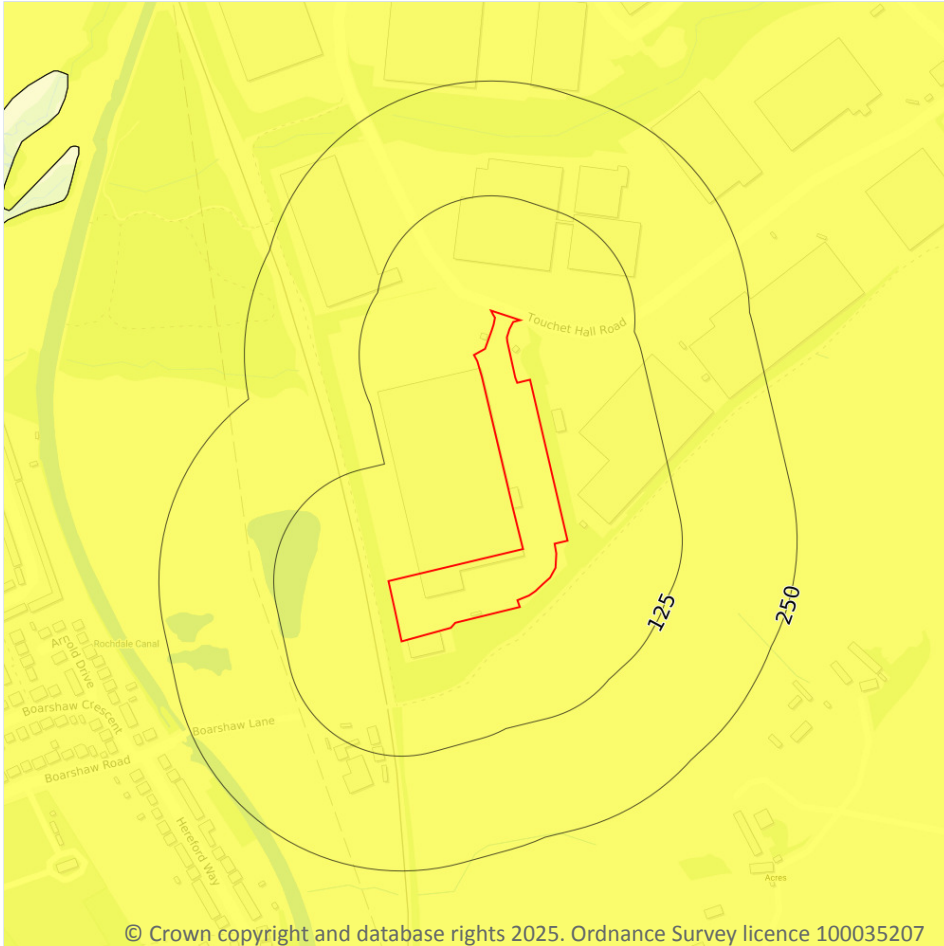 Touchet Hall Road
125
250
Arnold Drive
Rochdale Canal
Boarshaw Crescent
Boarshaw Lane
Boarshaw Road
Hereford Way
Acres
© Crown copyright and database rights 2025. Ordnance Survey licence 100035207